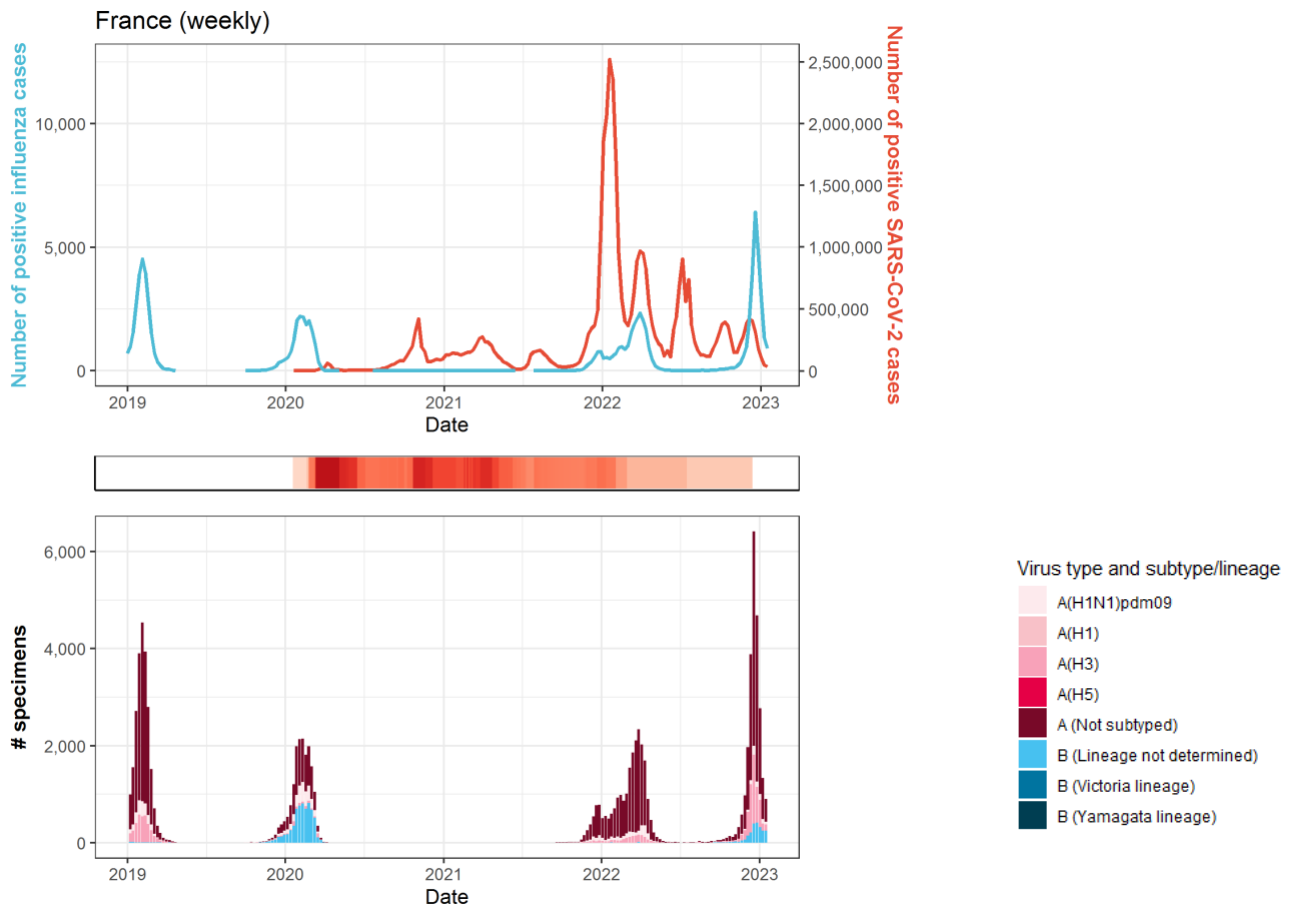 France (weekly)
Number of positive influenza cases
10,000
5,000
0
Number of positive SARS-CoV-2 cases
2,500,000
2,000,000
1,500,000
1,000,000
500,000
0
2019
2020
2021
2022
2023
Date
# specimens
6,000
4,000
2,000
0
2019
2020
2021
2022
2023
Date
Virus type and subtype/lineage
A(H1N1)pdm09
A(H1)
A(H3)
A(H5)
A (Not subtyped)
B (Lineage not determined)
B (Victoria lineage)
B (Yamagata lineage)